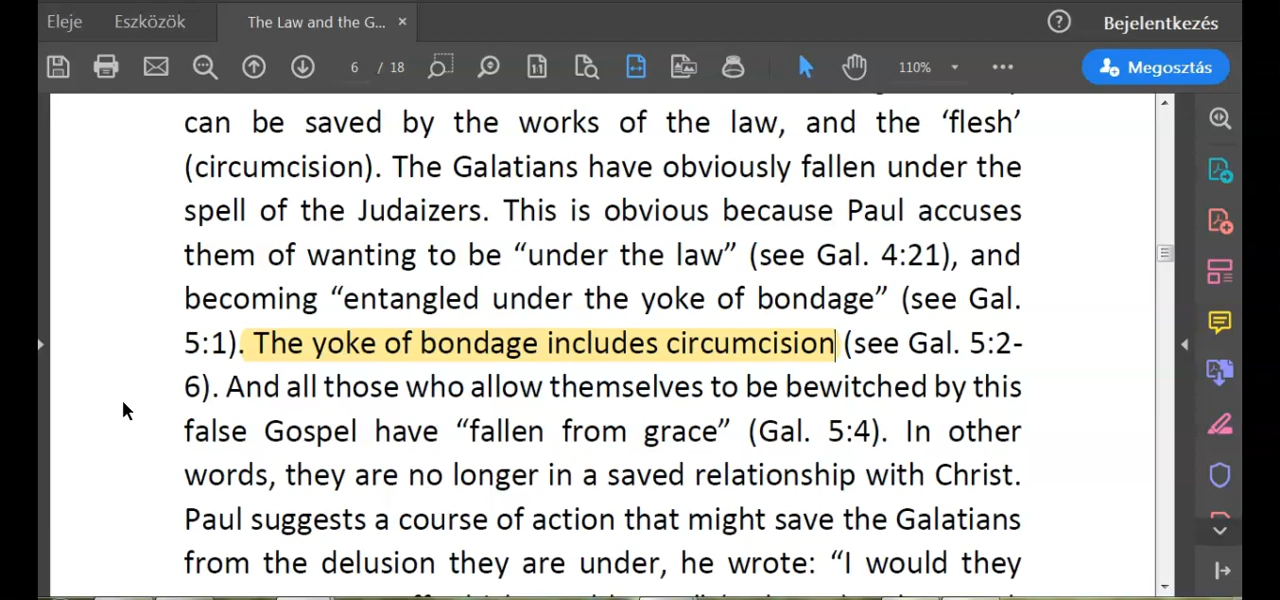 Eleje Eszközök The Law and the G... × ? Bejelentkezés
6 / 18 110% Megosztás
can be saved by the works of the law, and the ‘flesh’
(circumcision). The Galatians have obviously fallen under the
spell of the Judaizers. This is obvious because Paul accuses
them of wanting to be “under the law” (see Gal. 4:21), and
becoming “entangled under the yoke of bondage” (see Gal.
5:1). The yoke of bondage includes circumcision (see Gal. 5:2-
6). And all those who allow themselves to be bewitched by this
false Gospel have “fallen from grace” (Gal. 5:4). In other
words, they are no longer in a saved relationship with Christ.
Paul suggests a course of action that might save the Galatians
from the delusion they are under, he wrote: “I would they